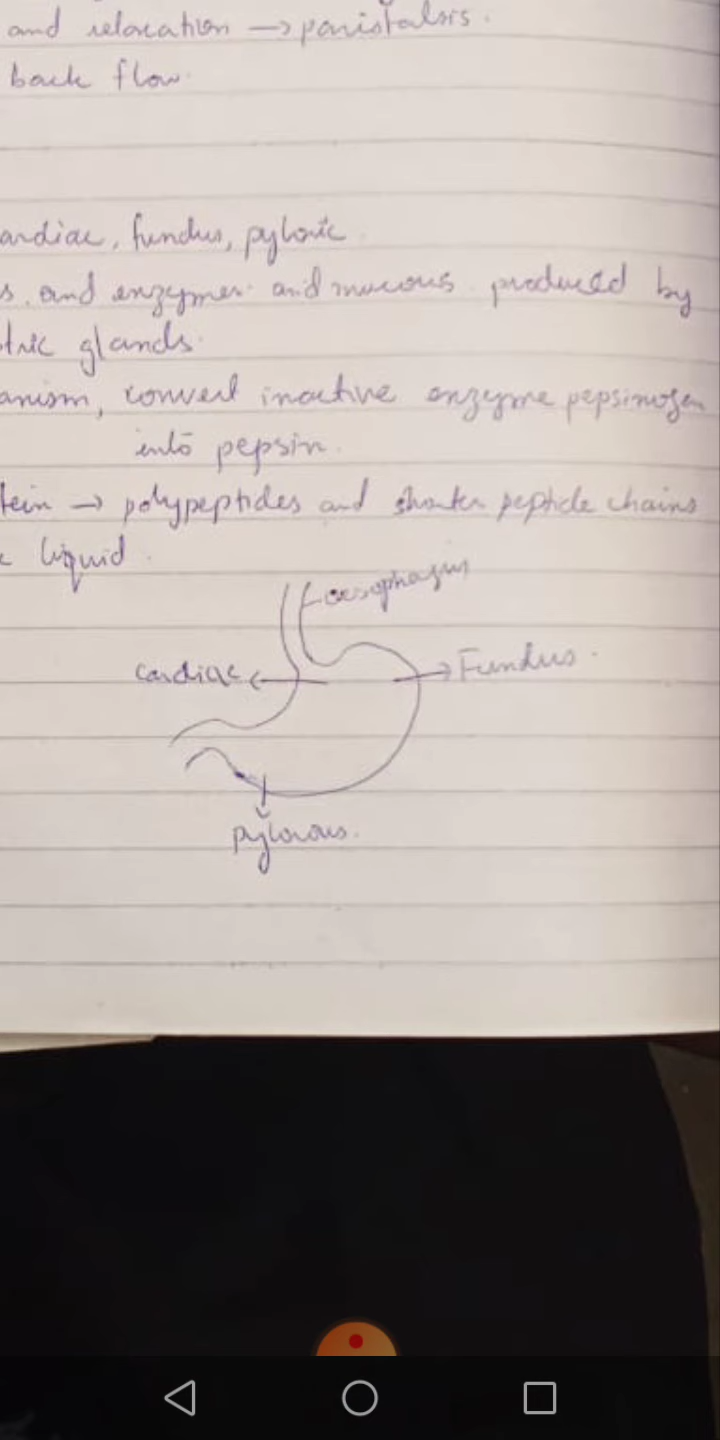 and relaxation → peristalsis.
back flow.
ardiac, fundus, pyloric
s, and enzymes and mucous produced by
tric glands.
anism, convert inactive enzyme pepsinogen
into pepsin.
tein → polypeptides and shorter peptide chains
liquid.
oesophagus
cardiac
Fundus.
pylorous.